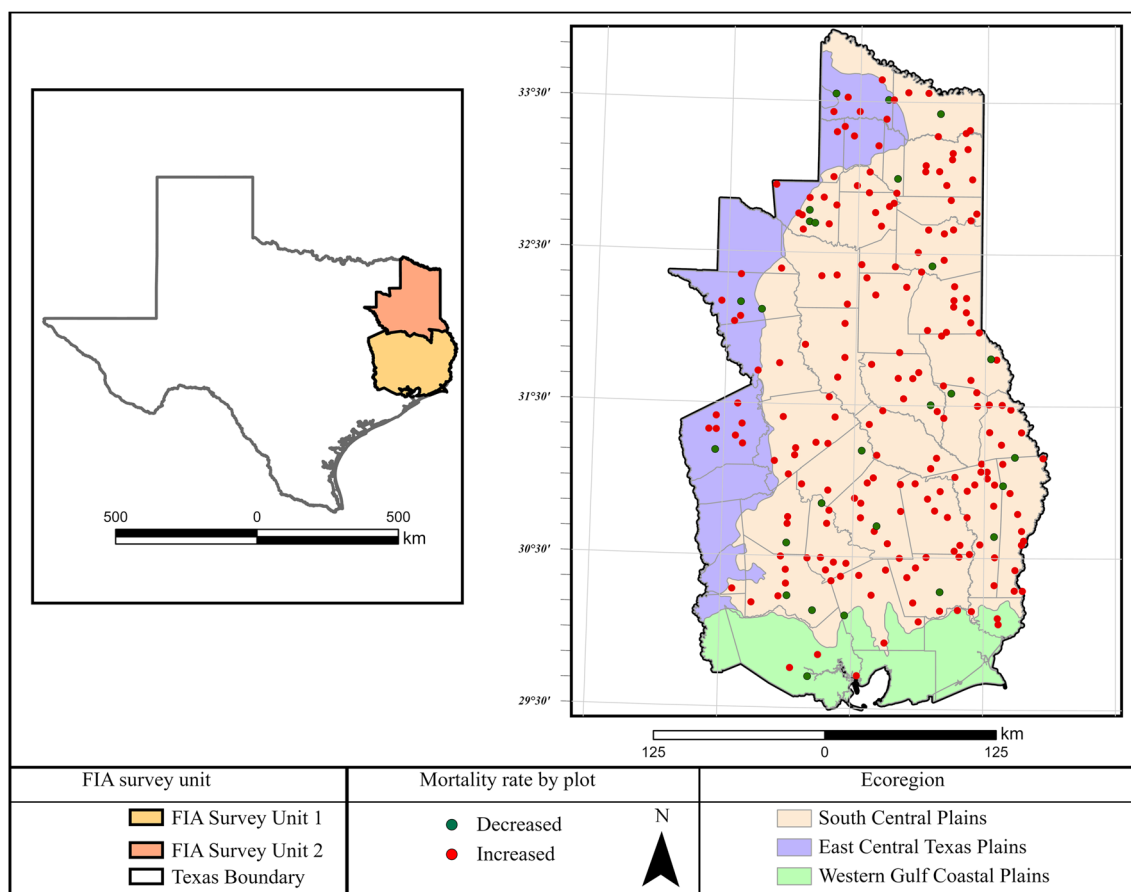 33°30'
32°30'
31°30'
30°30'
29°30'
500 0 500
km
km
125 0 125
FIA survey unit
FIA Survey Unit 1
FIA Survey Unit 2
Texas Boundary
Mortality rate by plot
Decreased
Increased
N
Ecoregion
South Central Plains
East Central Texas Plains
Western Gulf Coastal Plains